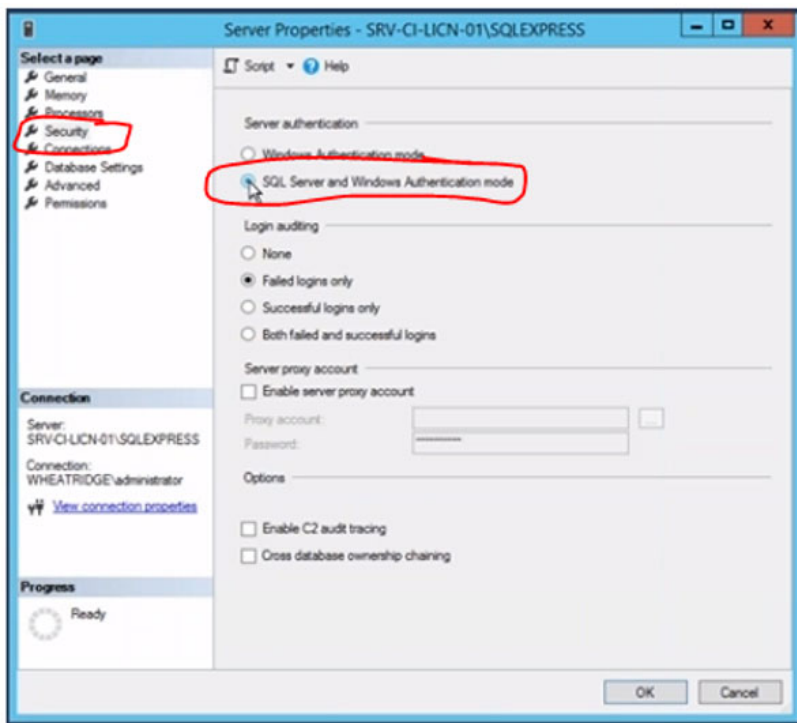 Server Properties - SRV-CI-LICN-01\SQLEXPRESS
Select a page
General
Memory
Processors
Security
Connections
Database Settings
Advanced
Permissions
Script
Help
Server authentication
Windows Authentication mode
SQL Server and Windows Authentication mode
Login auditing
None
Failed logins only
Successful logins only
Both failed and successful logins
Server proxy account
Enable server proxy account
Proxy account:
...
Password:
Options
Enable C2 audit tracing
Cross database ownership chaining
Connection
Server:
SRV-CI-LICN-01\SQLEXPRESS
Connection:
WHEATRIDGE\administrator
View connection properties
Progress
Ready
OK
Cancel